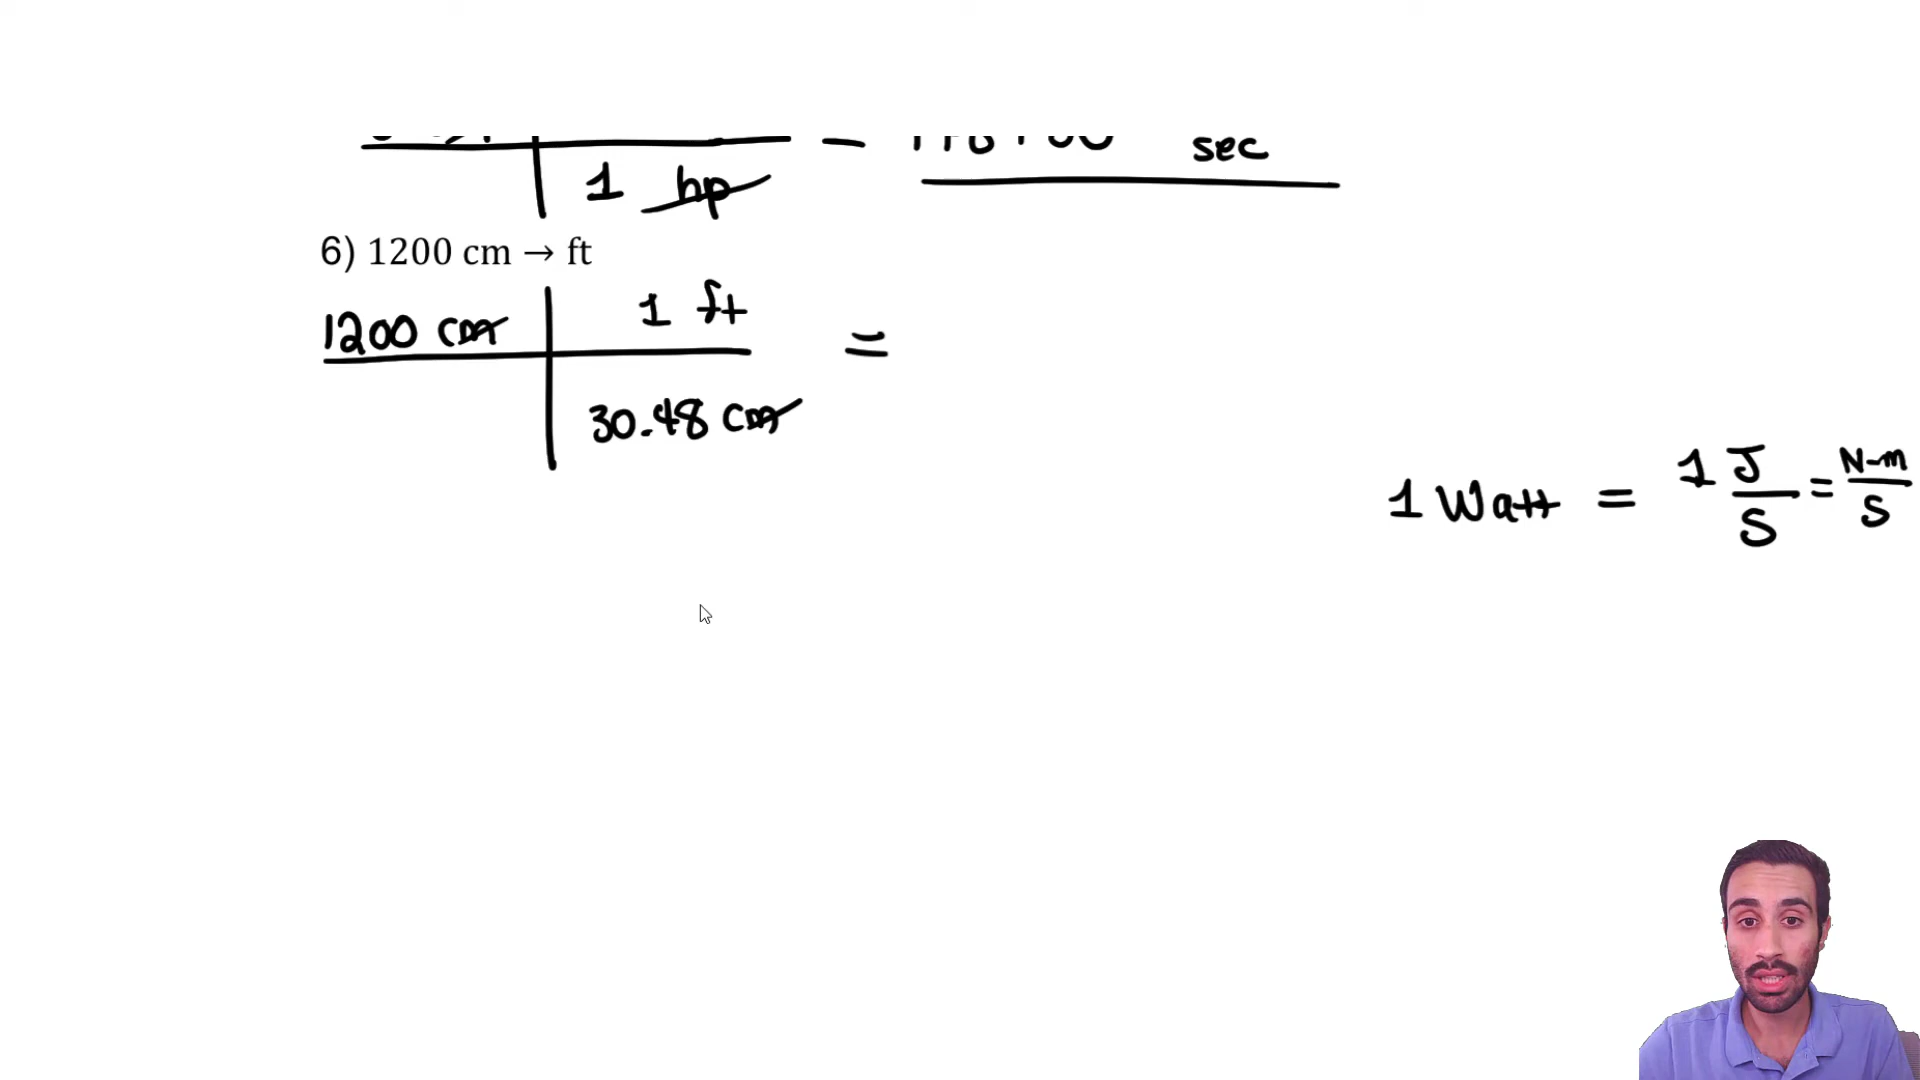 sec
1 hp
6) 1200 cm → ft
1200 cm 1 ft =
30.48 cm
1 Watt = 1 J/S = N-m/S